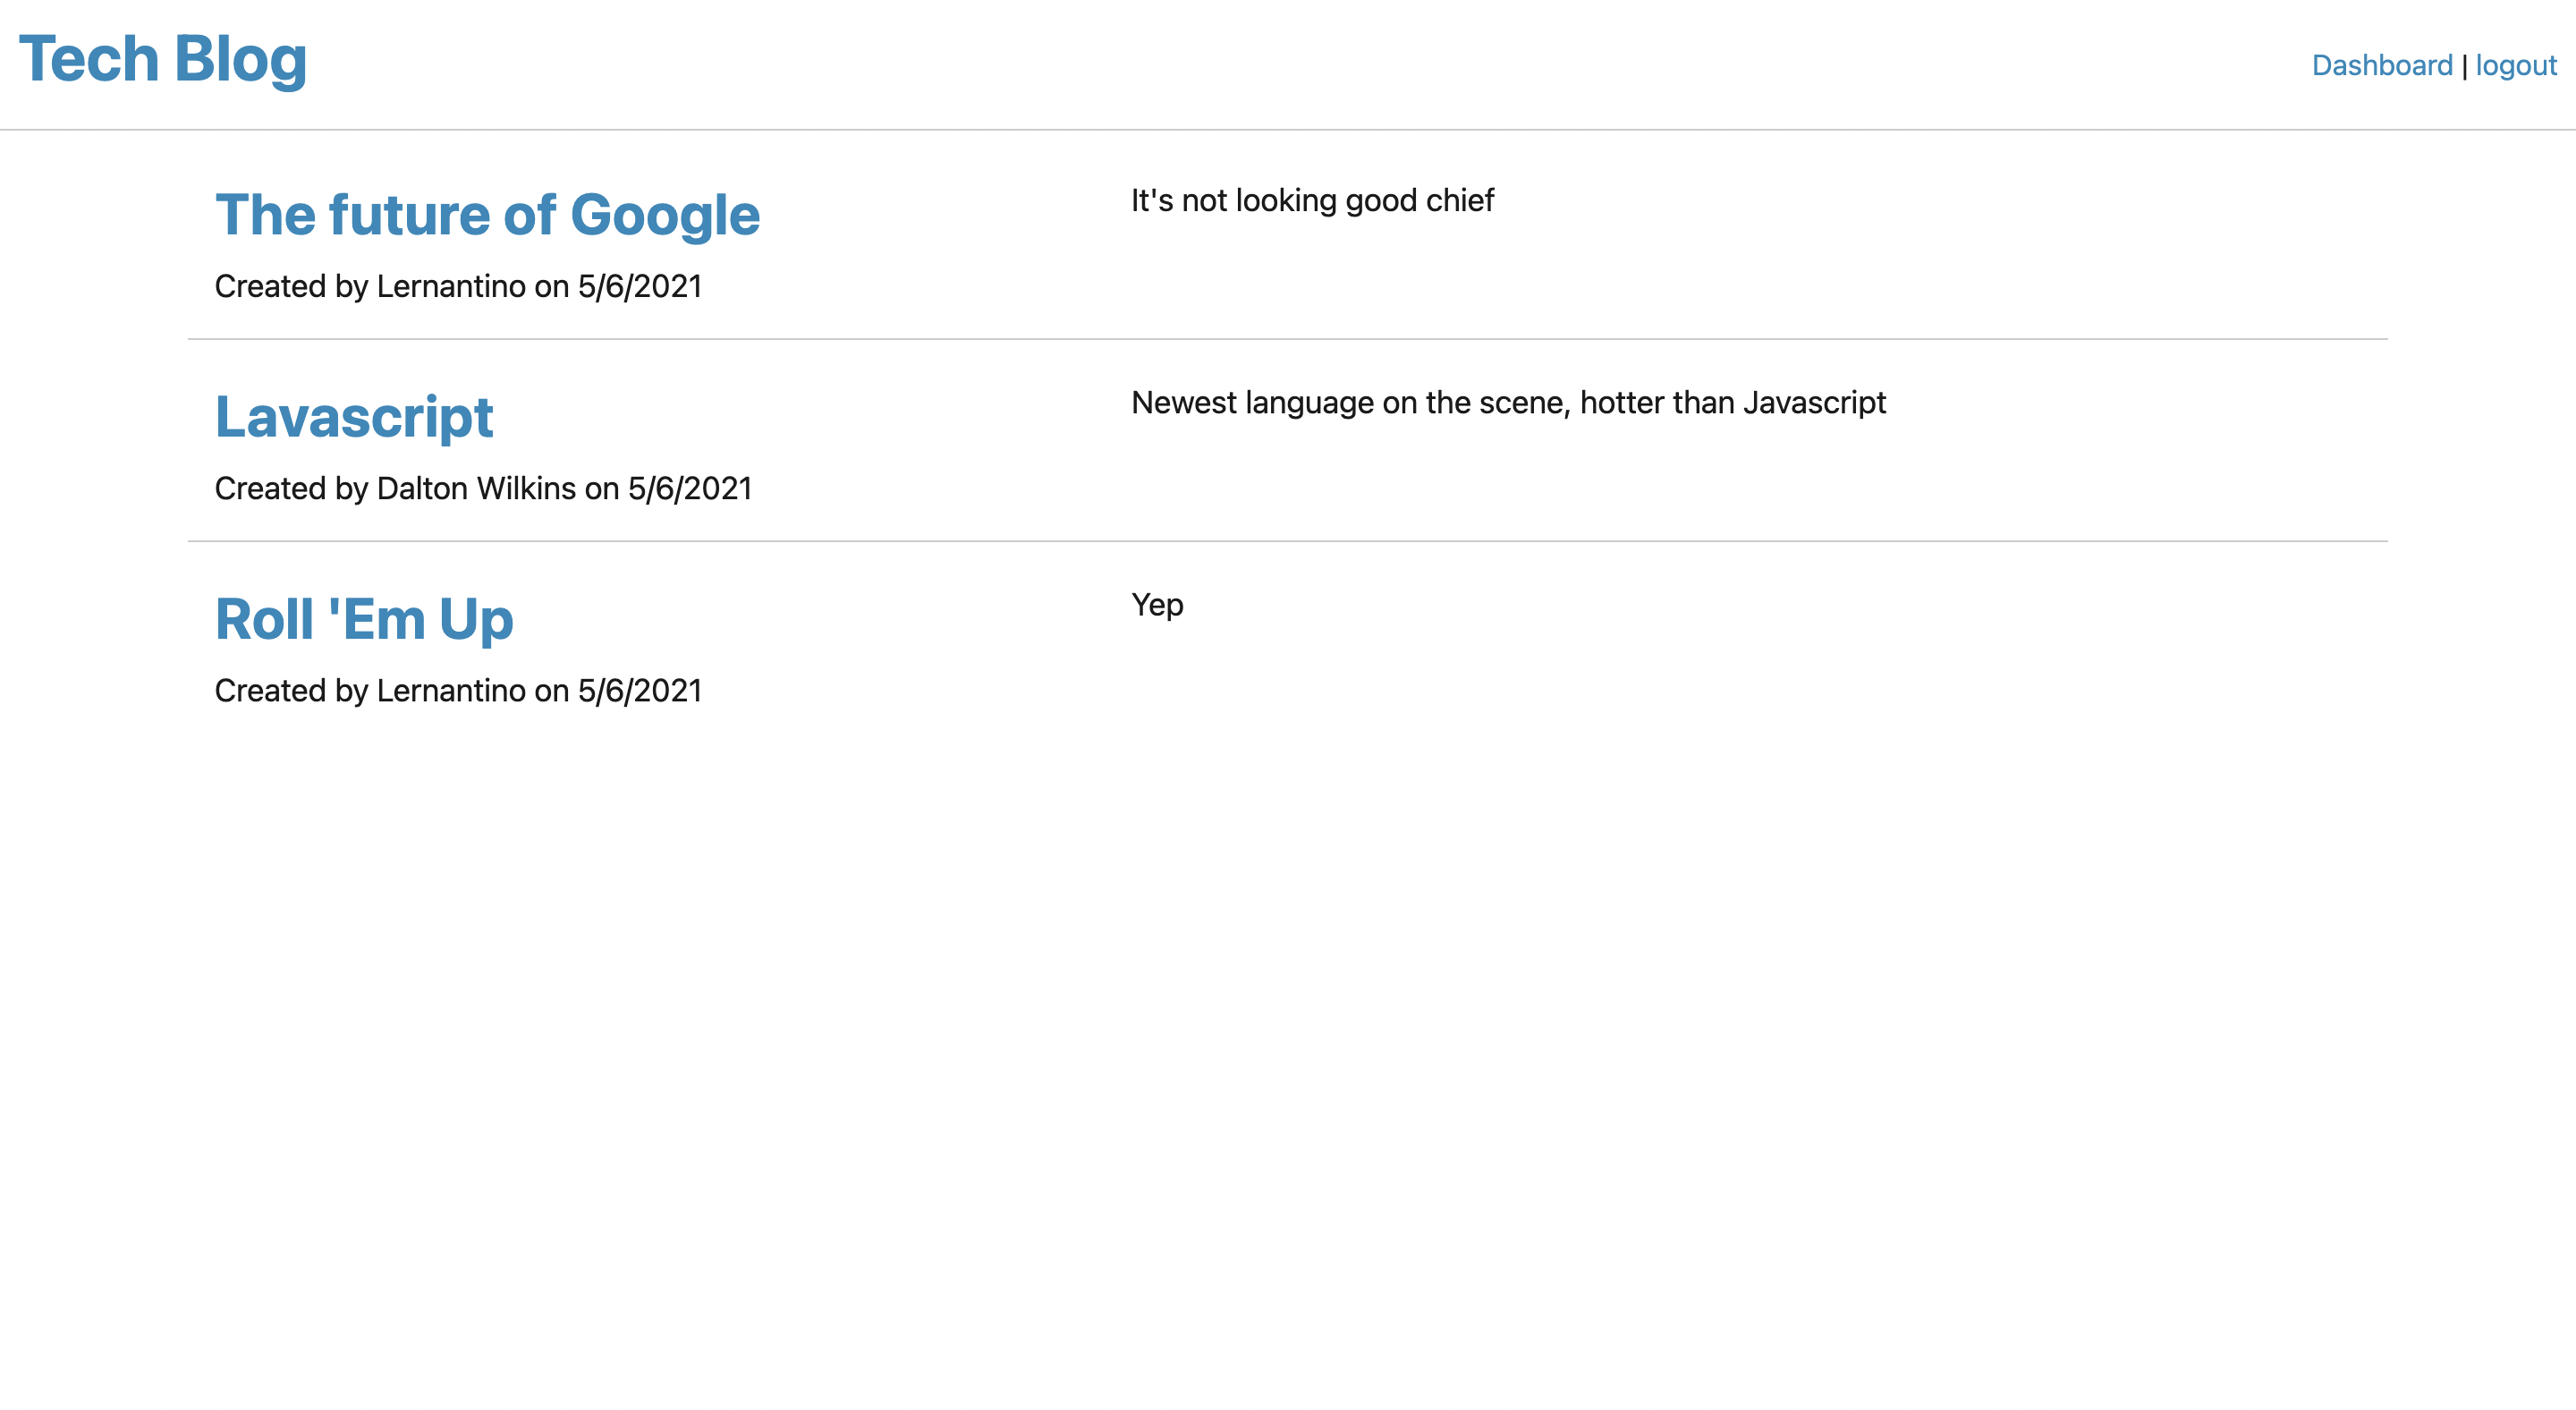 Tech Blog
Dashboard | logout
The future of Google
It's not looking good chief
Created by Lernantino on 5/6/2021
Lavascript
Newest language on the scene, hotter than Javascript
Created by Dalton Wilkins on 5/6/2021
Roll 'Em Up
Yep
Created by Lernantino on 5/6/2021